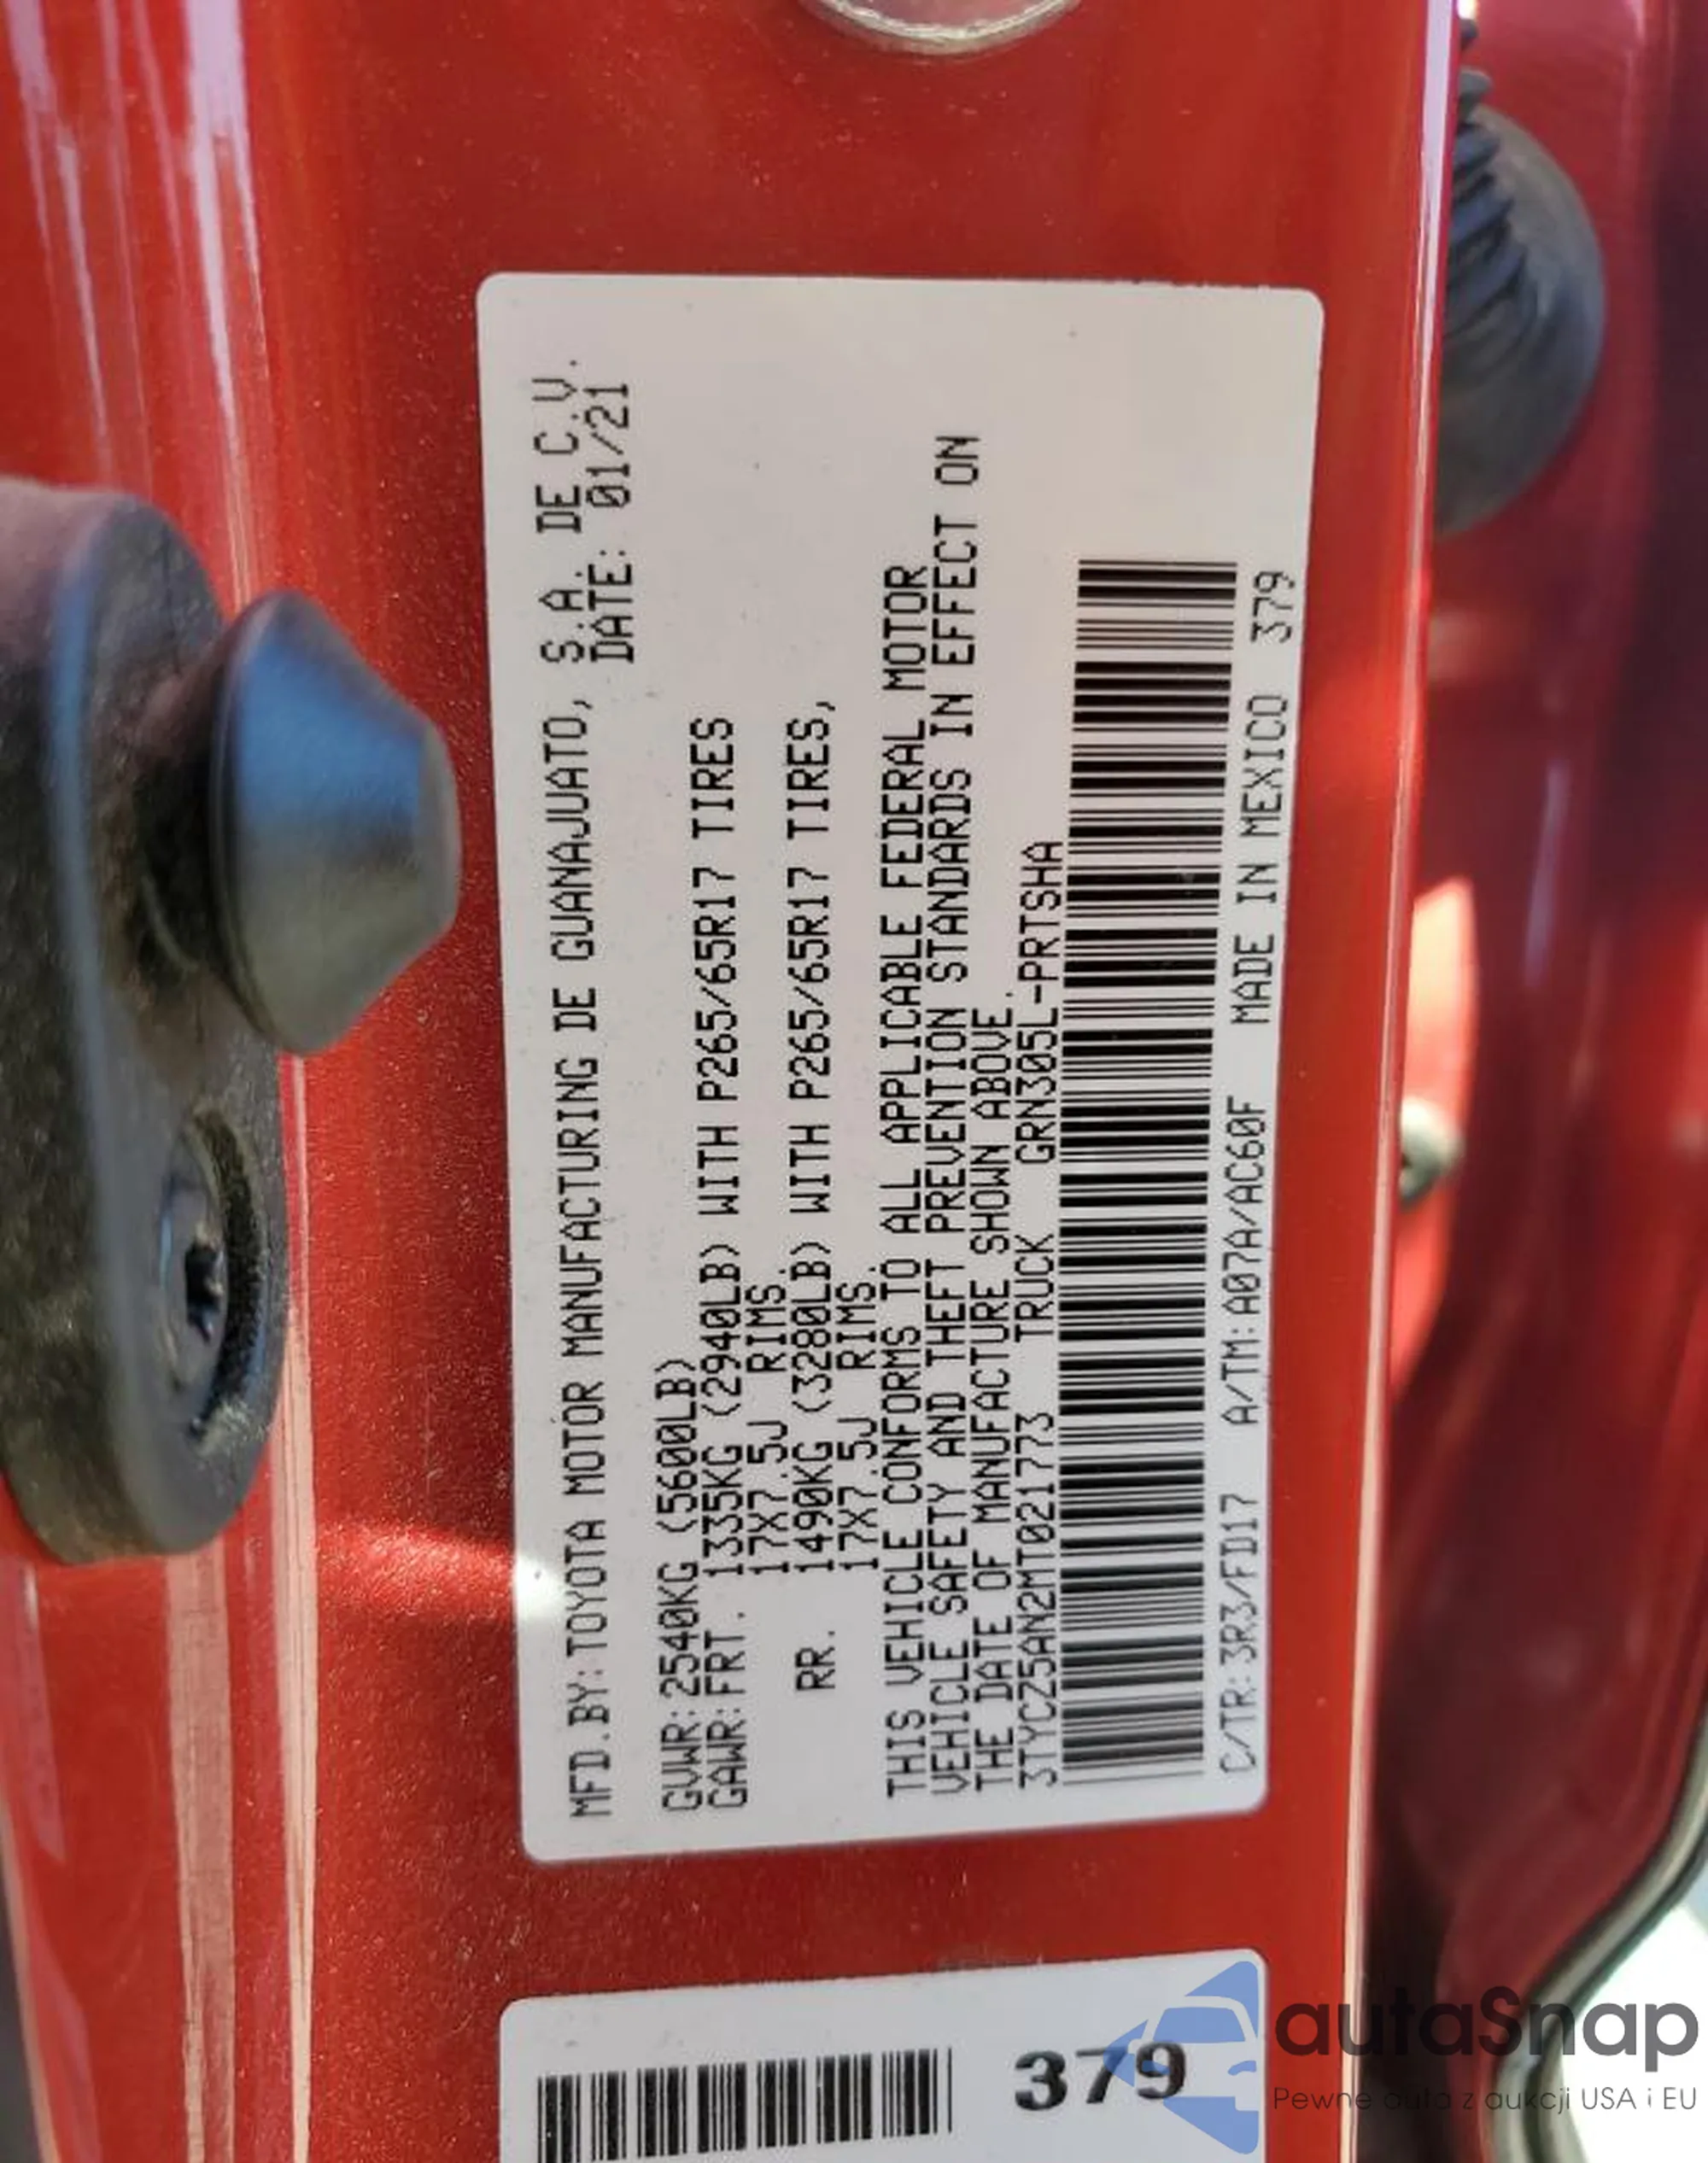 MFD.BY: TOYOTA MOTOR MANUFACTURING DE GUANAJUATO, S.A. DE C.V.
DATE: 01/21
GVWR: 2540KG (5600LB)
GAWR: FRT. 1335KG (2940LB) WITH P265/65R17 TIRES
17X7.5J RIMS.
RR. 1490KG (3280LB) WITH P265/65R17 TIRES,
17X7.5J RIMS.
THIS VEHICLE CONFORMS TO ALL APPLICABLE FEDERAL MOTOR
VEHICLE SAFETY AND THEFT PREVENTION STANDARDS IN EFFECT ON
THE DATE OF MANUFACTURE SHOWN ABOVE.
3TYCZ5AN2MT021773 TRUCK GRN305L-PRTSHA
C/TR: 3R3/FD17 A/TM: A07A/AC60F MADE IN MEXICO 379
379
autaSnap
Pewne auta z aukcji USA i EU